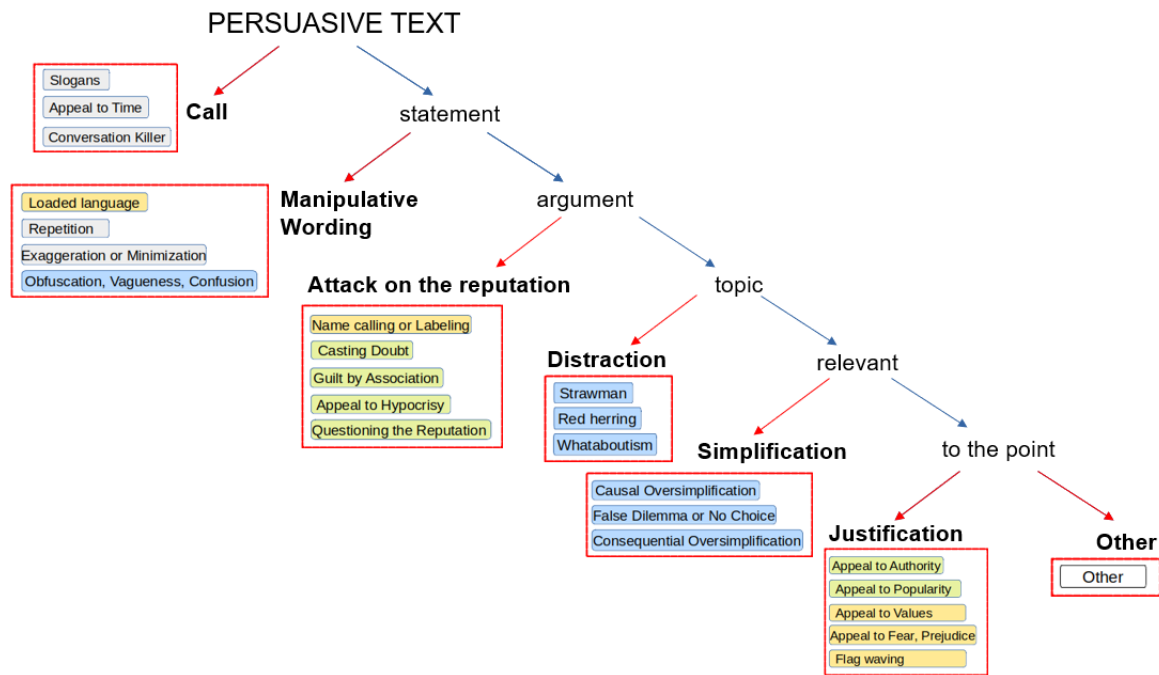 PERSUASIVE TEXT
Slogans
Appeal to Time
Conversation Killer
Call
statement
Loaded language
Repetition
Exaggeration or Minimization
Obfuscation, Vagueness, Confusion
Manipulative
Wording
argument
Attack on the reputation
Name calling or Labeling
Casting Doubt
Guilt by Association
Appeal to Hypocrisy
Questioning the Reputation
topic
Distraction
Strawman
Red herring
Whataboutism
relevant
Simplification
Causal Oversimplification
False Dilemma or No Choice
Consequential Oversimplification
to the point
Justification
Appeal to Authority
Appeal to Popularity
Appeal to Values
Appeal to Fear, Prejudice
Flag waving
Other
Other